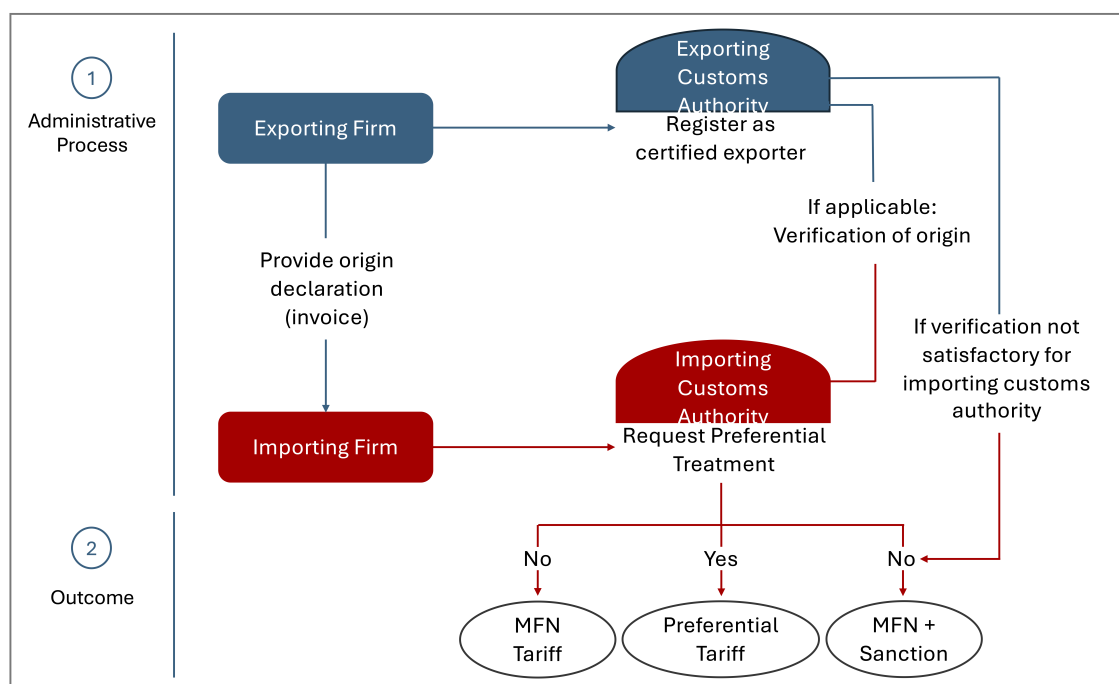 1
Administrative
Process
Exporting Firm
Exporting
Customs
Authority
Register as
certified exporter
If applicable:
Verification of origin
Provide origin
declaration
(invoice)
If verification not
satisfactory for
importing customs
authority
Importing Firm
Importing
Customs
Authority
Request Preferential
Treatment
2
Outcome
No
Yes
No
MFN
Tariff
Preferential
Tariff
MFN +
Sanction